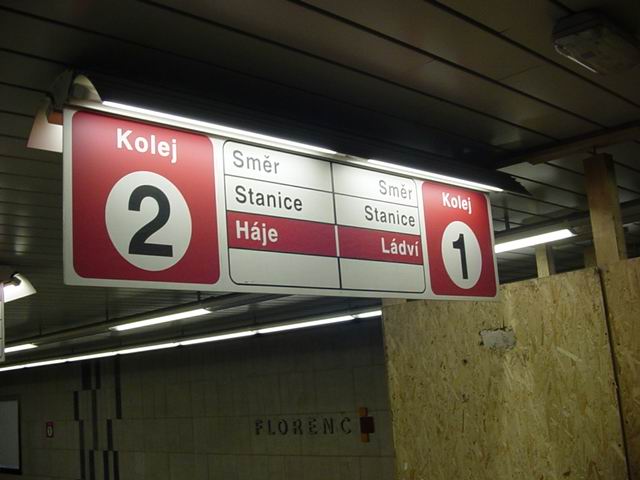 Kolej
2
Směr
Stanice
Háje
Směr
Stanice
Ládví
Kolej
1
FLORENC